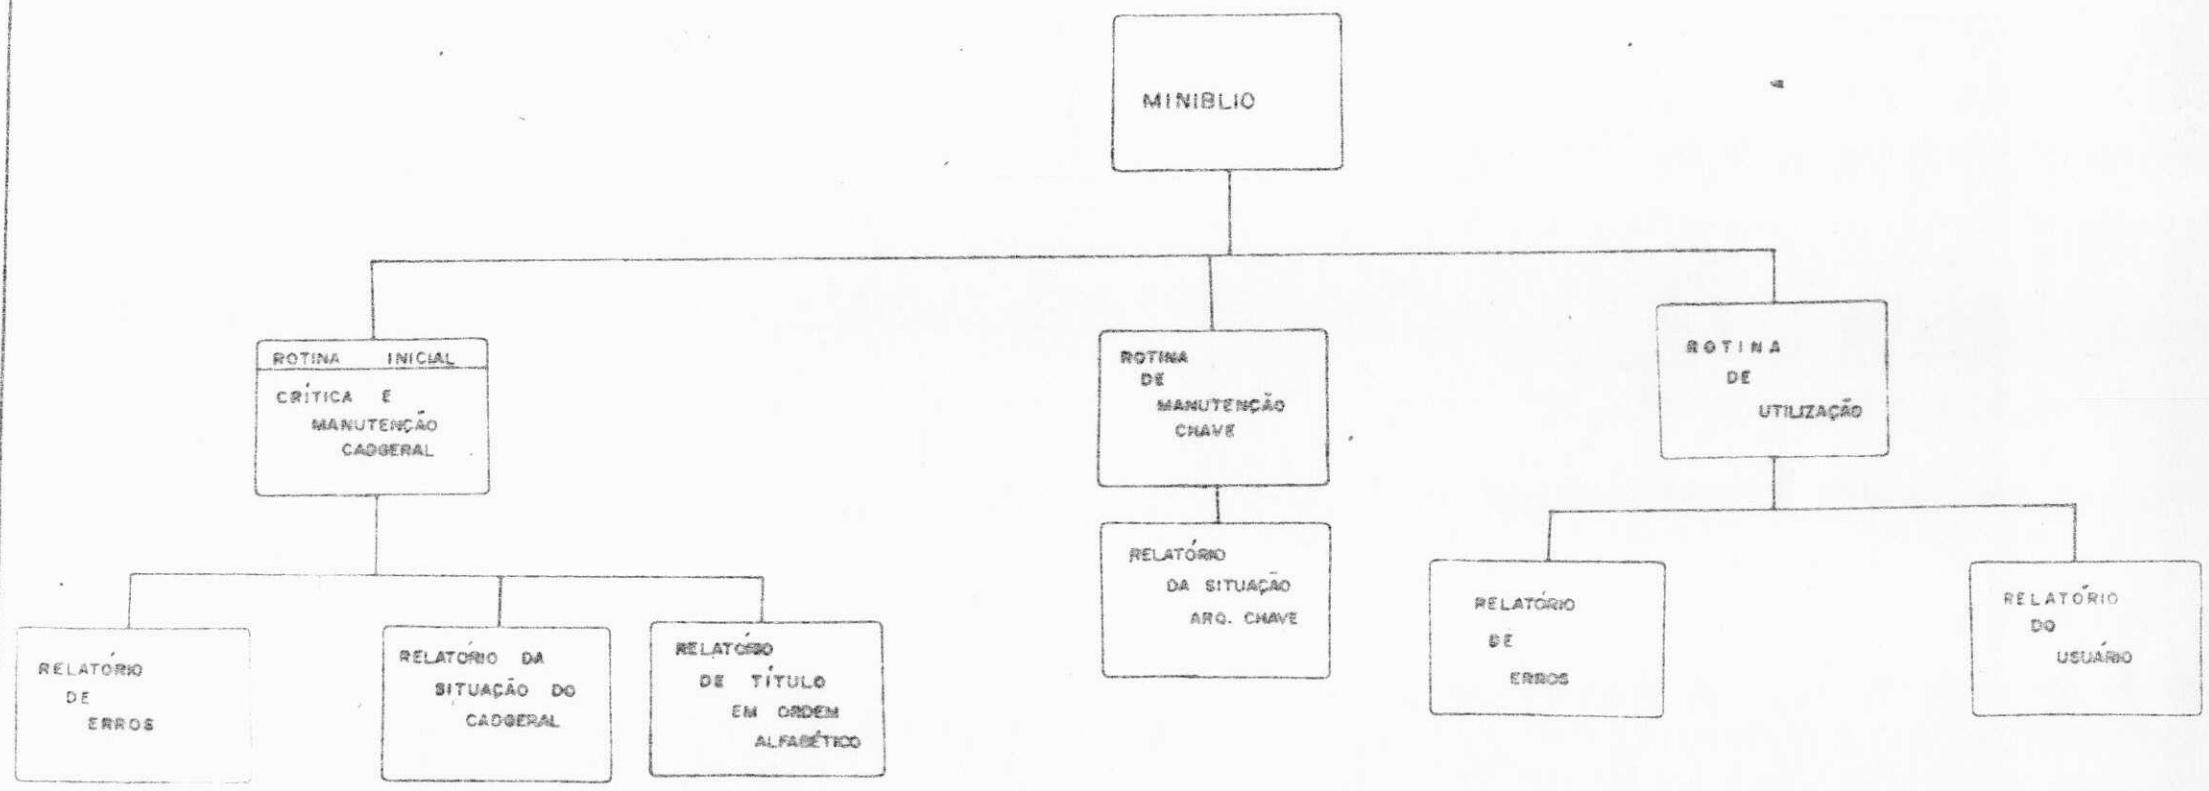 MINIBLIO
ROTINA INICIAL
CRÍTICA E
MANUTENÇÃO
CADGERAL
ROTINA
DE
MANUTENÇÃO
CHAVE
ROTINA
DE
UTILIZAÇÃO
RELATÓRIO
DE
ERROS
RELATÓRIO DA
SITUAÇÃO DO
CADGERAL
RELATÓRIO
DE TÍTULO
EM ORDEM
ALFABÉTICO
RELATÓRIO
DA SITUAÇÃO
ARQ. CHAVE
RELATÓRIO
DE
ERROS
RELATÓRIO
DO
USUÁRIO